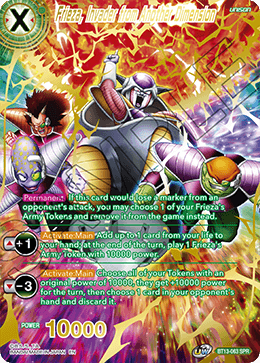 X
Frieza, Invader from Another Dimension
unison
Permanent If this card would lose a marker from an
opponent's attack, you may choose 1 of your Frieza's
Army Tokens and remove it from the game instead.
+1 Activate Main Add up to 1 card from your life to
your hand; at the end of the turn, play 1 Frieza's
Army Token with 10000 power.
-3 Activate Main Choose all of your Tokens with an
original power of 10000, they get +10000 power
for the turn, then choose 1 card in your opponent's
hand and discard it.
POWER 10000
BANDAI MADE IN JAPAN EN
BT13-063 SPR